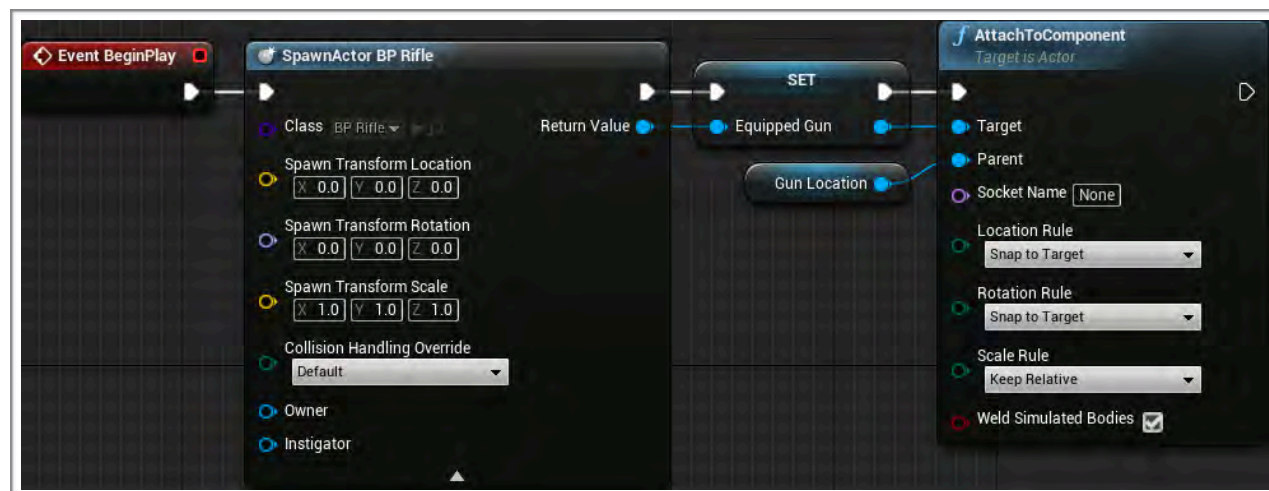 Event BeginPlay
SpawnActor BP Rifle
Class BP Rifle
Return Value
Spawn Transform Location
X 0.0 Y 0.0 Z 0.0
Spawn Transform Rotation
X 0.0 Y 0.0 Z 0.0
Spawn Transform Scale
X 1.0 Y 1.0 Z 1.0
Collision Handling Override
Default
Owner
Instigator
SET
Equipped Gun
Gun Location
f AttachToComponent
Target is Actor
Target
Parent
Socket Name None
Location Rule
Snap to Target
Rotation Rule
Snap to Target
Scale Rule
Keep Relative
Weld Simulated Bodies